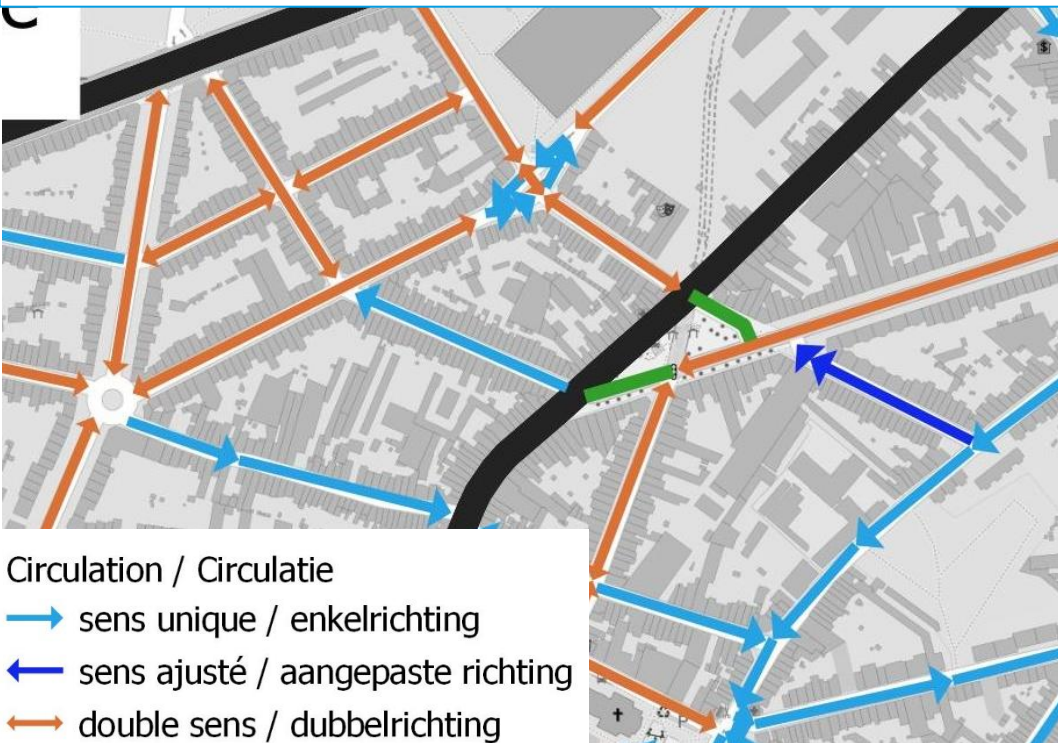 Circulation / Circulatie
sens unique / enkelrichting
sens ajusté / aangepaste richting
double sens / dubbelrichting